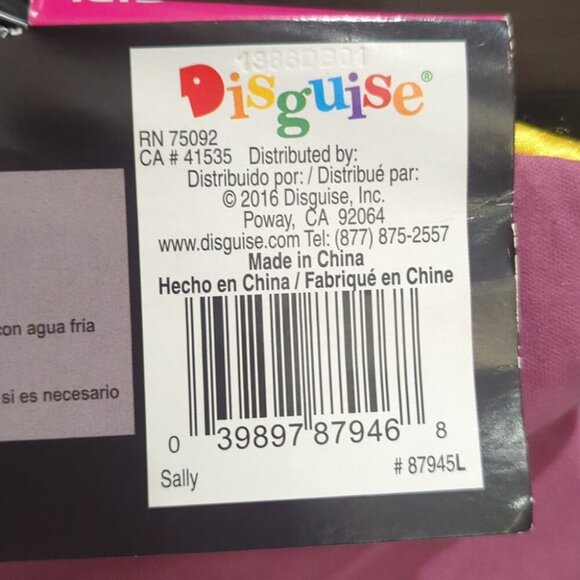 1386DB01
Disguise®
RN 75092
CA # 41535 Distributed by:
Distribuido por: / Distribué par:
© 2016 Disguise, Inc.
Poway, CA 92064
www.disguise.com Tel: (877) 875-2557
Made in China
Hecho en China / Fabriqué en Chine
con agua fria
si es necesario
0 39897 87946 8
Sally # 87945L